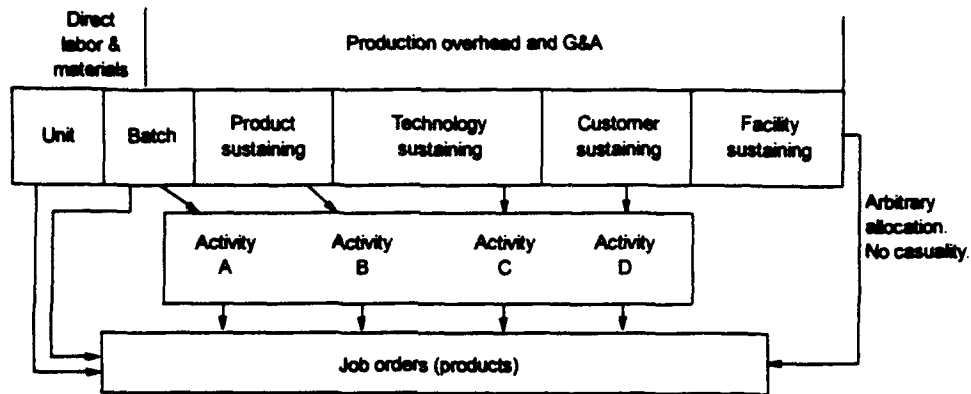 Direct
labor &
materials
Production overhead and G&A
Unit
Batch
Product
sustaining
Technology
sustaining
Customer
sustaining
Facility
sustaining
Arbitrary
allocation.
No casuality.
Activity
A
Activity
B
Activity
C
Activity
D
Job orders (products)